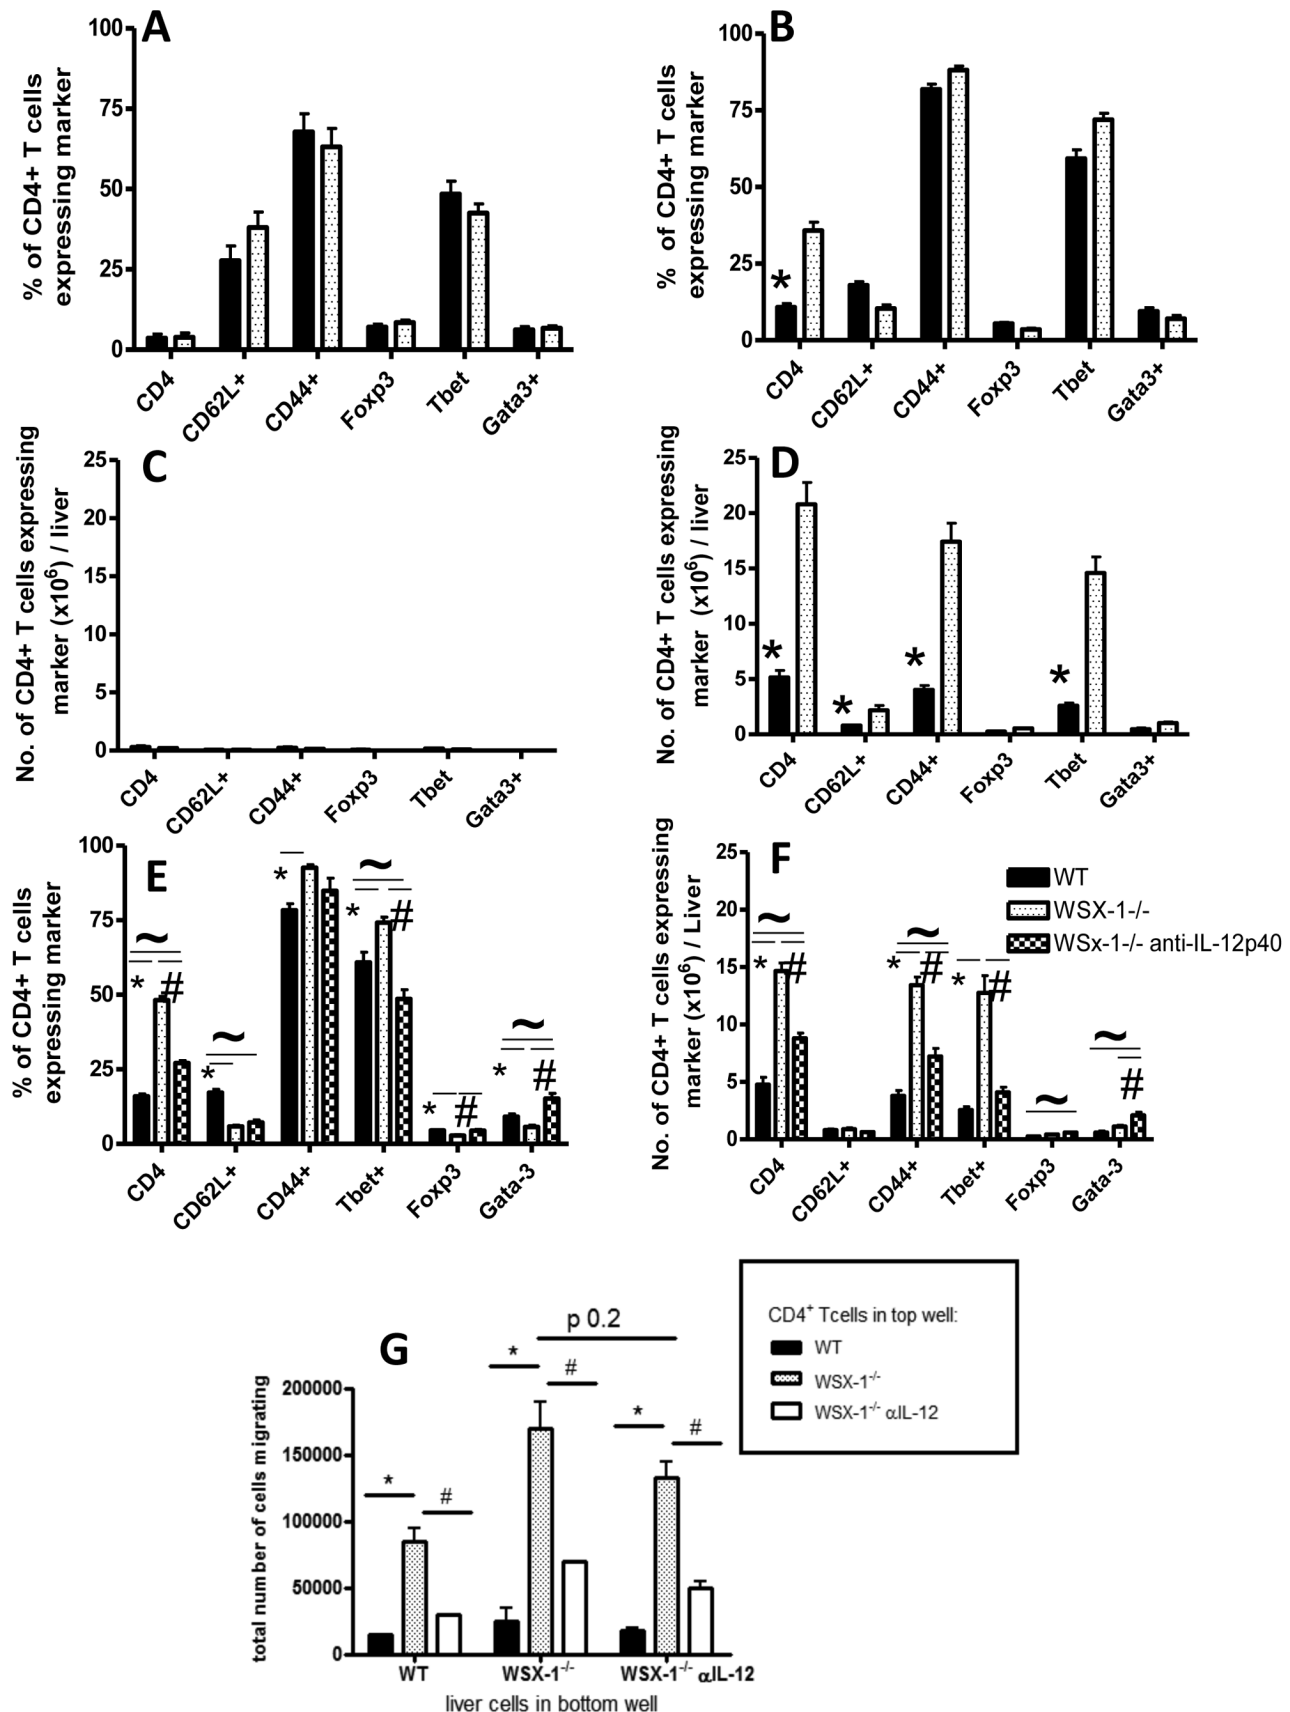 A
100
75
50
25
0
% of CD4+ T cells
expressing marker
CD4
CD62L+
CD44+
Foxp3
Tbet
Gata3+
B
100
75
50
25
0
% of CD4+ T cells
expressing marker
*
CD4
CD62L+
CD44+
Foxp3
Tbet
Gata3+
C
25
20
15
10
5
0
No. of CD4+ T cells expressing
marker (x10⁶) / liver
CD4
CD62L+
CD44+
Foxp3
Tbet
Gata3+
D
25
20
15
10
5
0
No. of CD4+ T cells expressing
marker (x10⁶) / liver
* * * *
CD4
CD62L+
CD44+
Foxp3
Tbet
Gata3+
E
100
75
50
25
0
% of CD4+ T cells
expressing marker
~
* #
~
*
*
~
* #
* #
~
* #
CD4
CD62L+
CD44+
Tbet+
Foxp3
Gata-3
F
25
20
15
10
5
0
No. of CD4+ T cells expressing
marker (x10⁶) / Liver
~
* #
~
* #
* #
~
~
#
CD4
CD62L+
CD44+
Tbet+
Foxp3
Gata-3
WT
WSX-1-/-
WSx-1-/- anti-IL-12p40
G
p 0.2
* #
* #
* #
200000
150000
100000
50000
0
total number of cells migrating
WT
WSX-1⁻/⁻
WSX-1⁻/⁻ αIL-12
liver cells in bottom well
CD4⁺ Tcells in top well:
WT
WSX-1⁻/⁻
WSX-1⁻/⁻ αIL-12